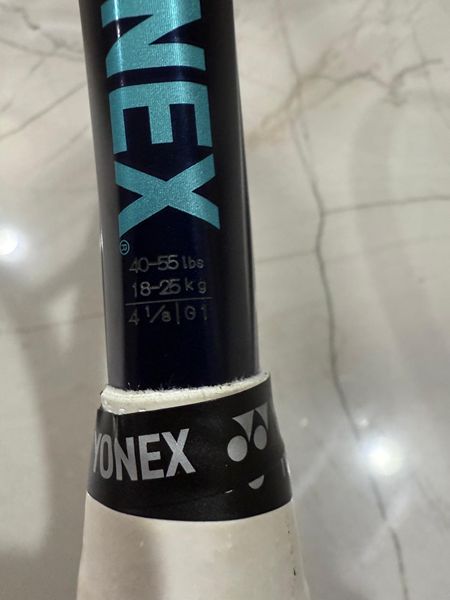 NEX®
40-55 lbs
18-25 kg
4 1/8 | G1
YONEX